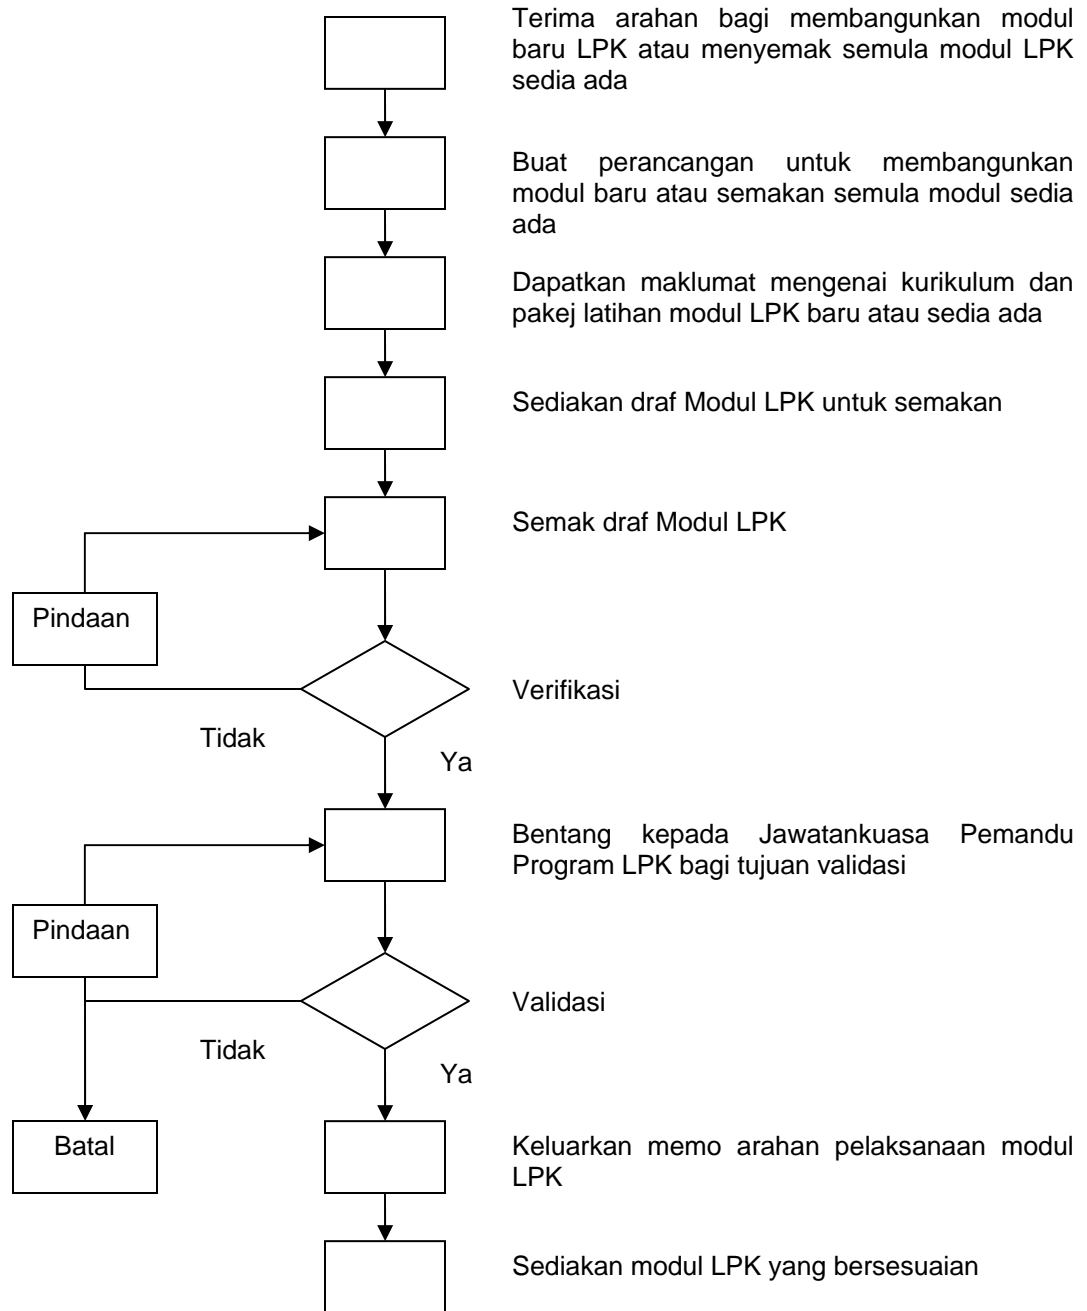 Terima arahan bagi membangunkan modul
baru LPK atau menyemak semula modul LPK
sedia ada
Buat perancangan untuk membangunkan
modul baru atau semakan semula modul sedia
ada
Dapatkan maklumat mengenai kurikulum dan
pakej latihan modul LPK baru atau sedia ada
Sediakan draf Modul LPK untuk semakan
Semak draf Modul LPK
Pindaan
Verifikasi
Tidak
Ya
Bentang kepada Jawatankuasa Pemandu
Program LPK bagi tujuan validasi
Pindaan
Validasi
Tidak
Ya
Batal
Keluarkan memo arahan pelaksanaan modul
LPK
Sediakan modul LPK yang bersesuaian